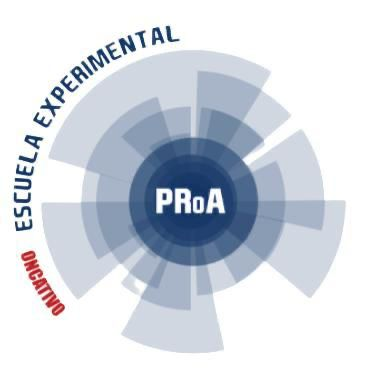 ESCUELA EXPERIMENTAL
PRoA
ONCATIVO